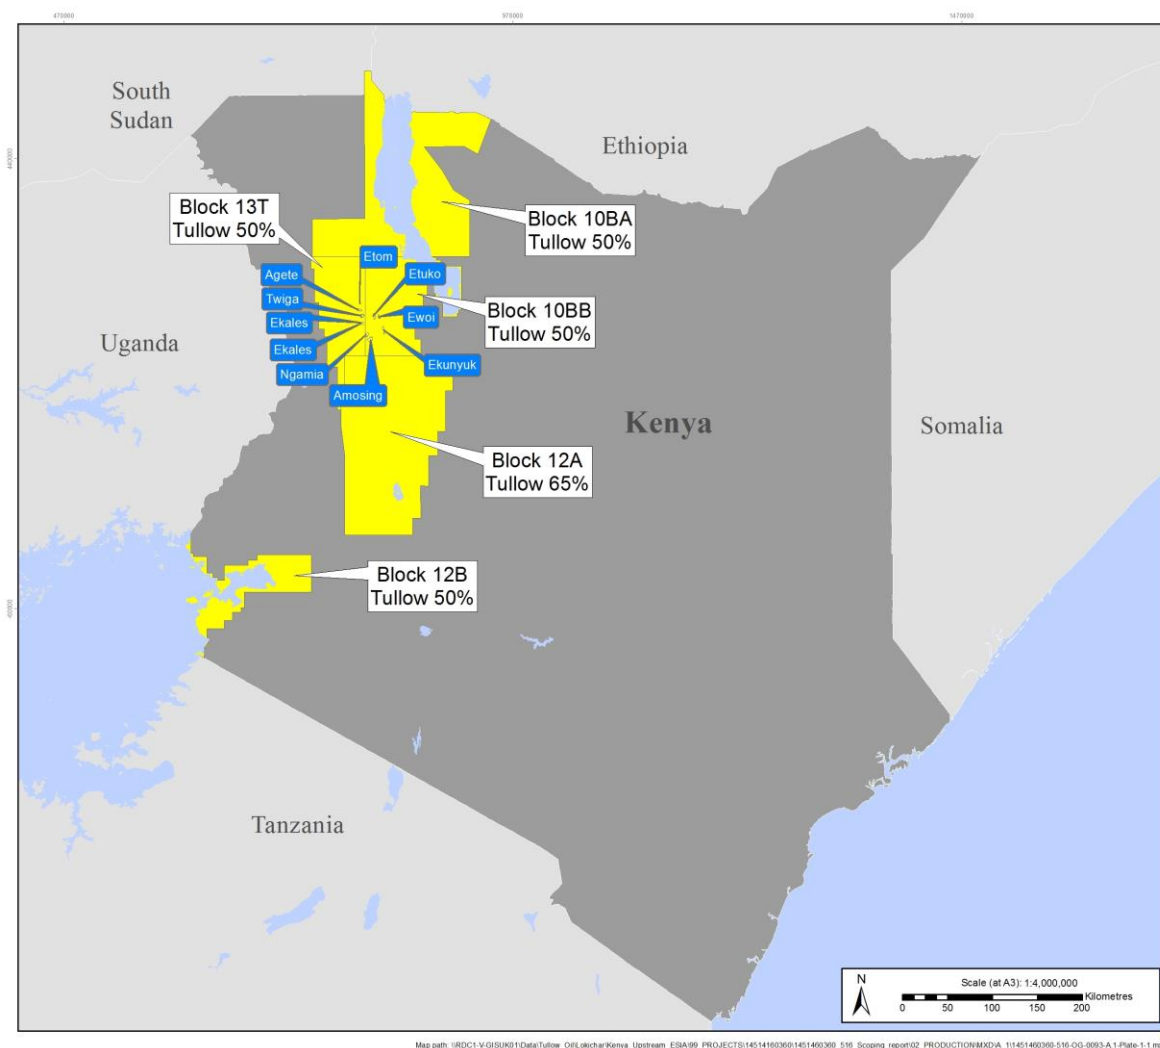 470000
970000
1470000
South
Sudan
Ethiopia
440000
Block 13T
Tullow 50%
Block 10BA
Tullow 50%
Etom
Agete
Etuko
Twiga
Block 10BB
Tullow 50%
Ekales
Ewoi
Uganda
Ekales
Ekunyuk
Ngamia
Amosing
Kenya
Somalia
Block 12A
Tullow 65%
Block 12B
Tullow 50%
Tanzania
N
Scale (at A3): 1:4,000,000
Kilometres
0 50 100 150 200